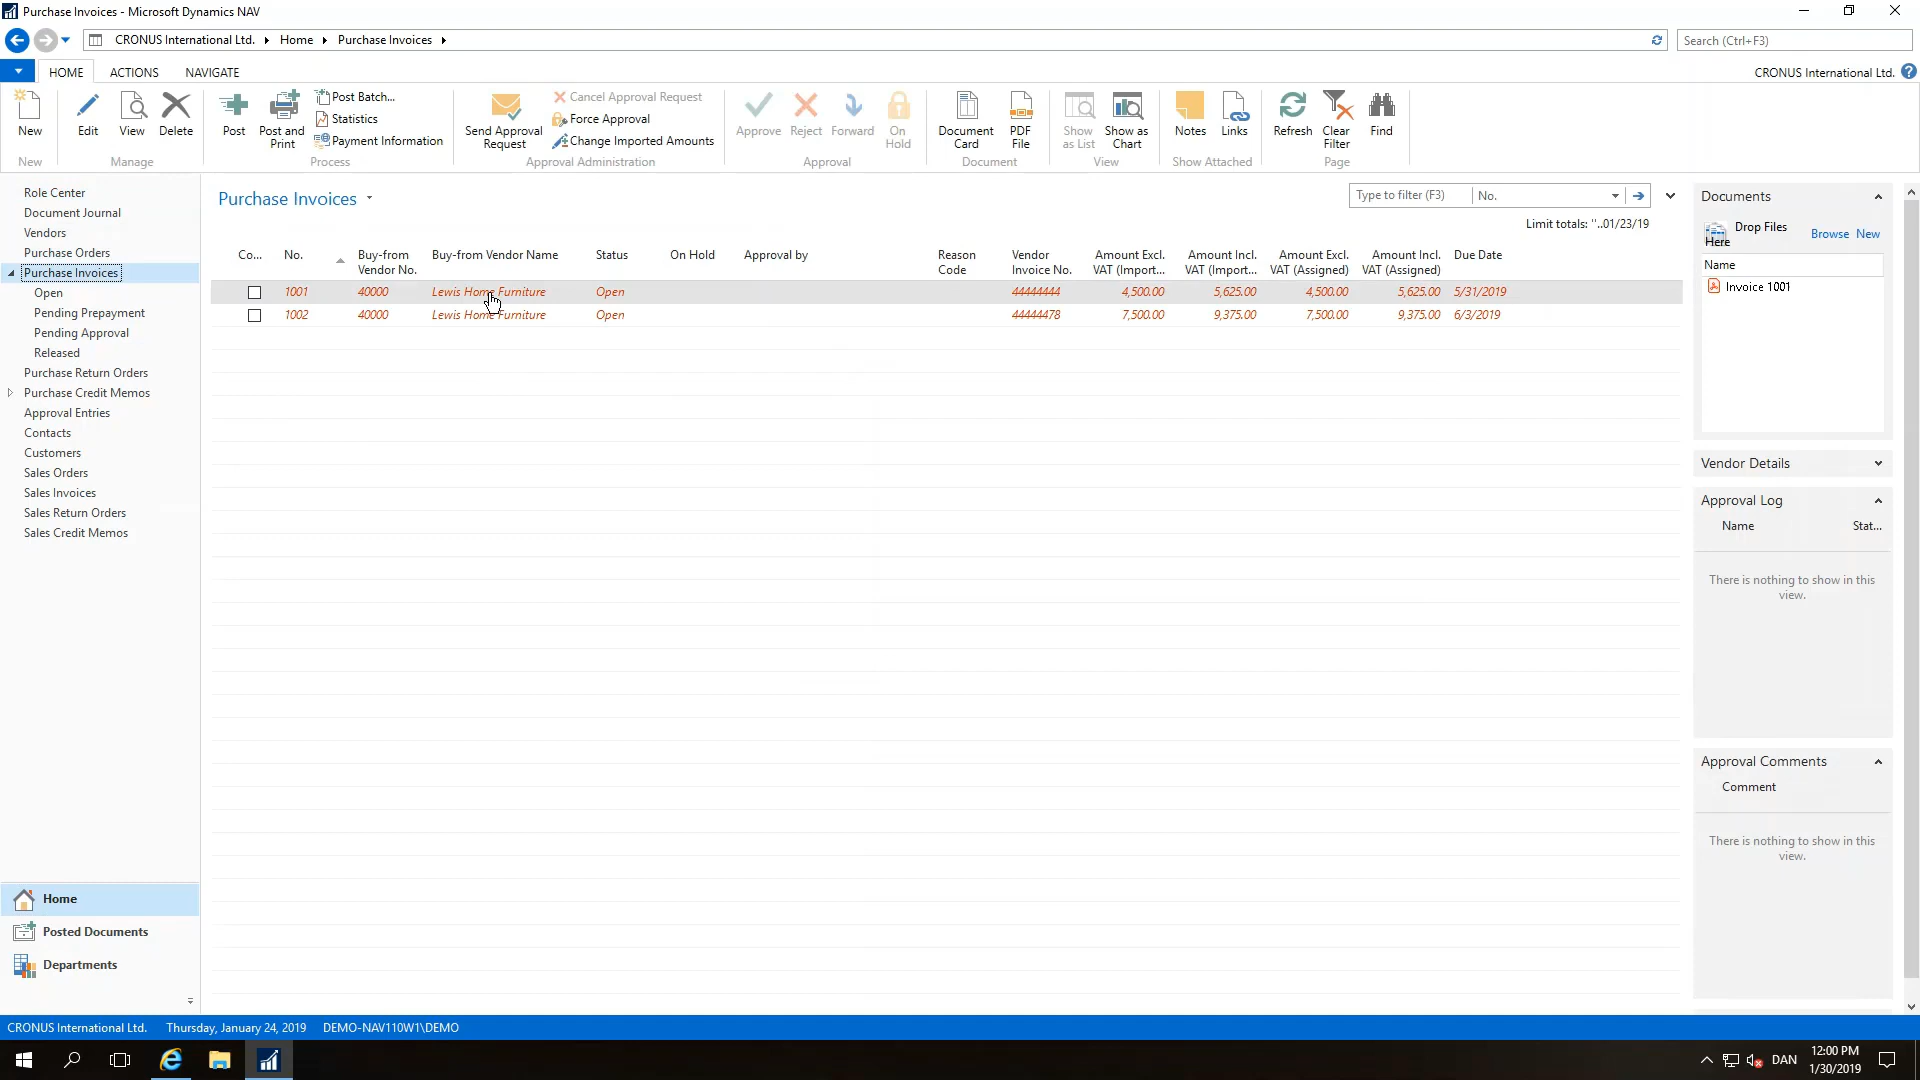 Purchase Invoices - Microsoft Dynamics NAV
CRONUS International Ltd. Home Purchase Invoices
Search (Ctrl+F3)
HOME ACTIONS NAVIGATE
CRONUS International Ltd.
New
Edit
View
Delete
Post
Post and
Print
Post Batch...
Statistics
Payment Information
Send Approval
Request
Cancel Approval Request
Force Approval
Change Imported Amounts
Approve
Reject
Forward
On
Hold
Document
Card
PDF
File
Show
as List
Show as
Chart
Notes
Links
Refresh
Clear
Filter
Find
New Manage Process Approval Administration Approval Document View Show Attached Page
Role Center
Document Journal
Vendors
Purchase Orders
Purchase Invoices
Open
Pending Prepayment
Pending Approval
Released
Purchase Return Orders
Purchase Credit Memos
Approval Entries
Contacts
Customers
Sales Orders
Sales Invoices
Sales Return Orders
Sales Credit Memos
Home
Posted Documents
Departments
Purchase Invoices
Type to filter (F3) No.
Limit totals: ''..01/23/19
Co... No. Buy-from Buy-from Vendor Name Status On Hold Approval by Reason Vendor Amount Excl. Amount Incl. Amount Excl. Amount Incl. Due Date
Vendor No. Code Invoice No. VAT (Import... VAT (Import... VAT (Assigned) VAT (Assigned)
1001 40000 Lewis Home Furniture Open 44444444 4,500.00 5,625.00 4,500.00 5,625.00 5/31/2019
1002 40000 Lewis Home Furniture Open 44444478 7,500.00 9,375.00 7,500.00 9,375.00 6/3/2019
Documents
Drop Files
Here
Browse New
Name
Invoice 1001
Vendor Details
Approval Log
Name Stat...
There is nothing to show in this
view.
Approval Comments
Comment
There is nothing to show in this
view.
CRONUS International Ltd. Thursday, January 24, 2019 DEMO-NAV110W1\DEMO
DAN
12:00 PM
1/30/2019